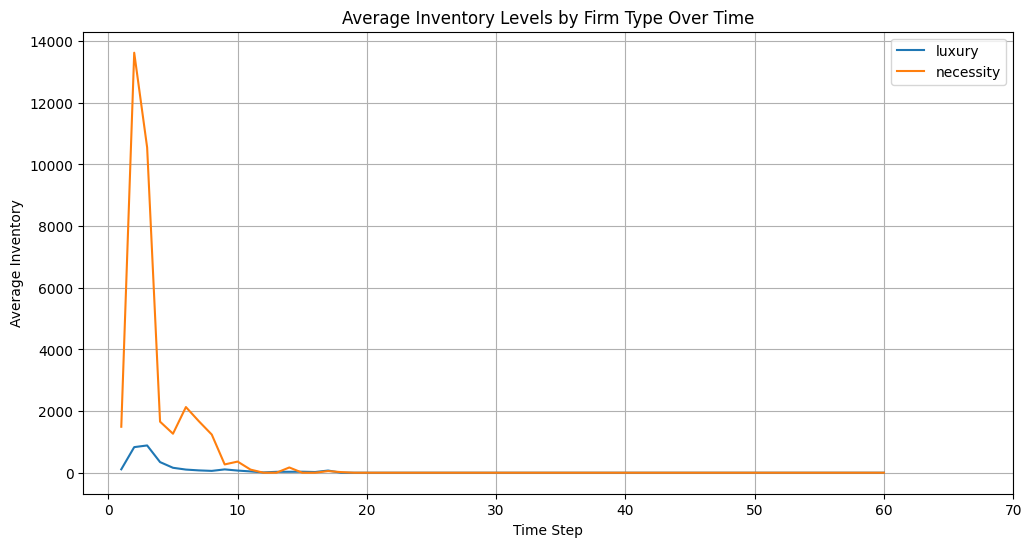 Average Inventory Levels by Firm Type Over Time
14000
12000
10000
8000
6000
4000
2000
0
Average Inventory
luxury
necessity
0 10 20 30 40 50 60 70
Time Step